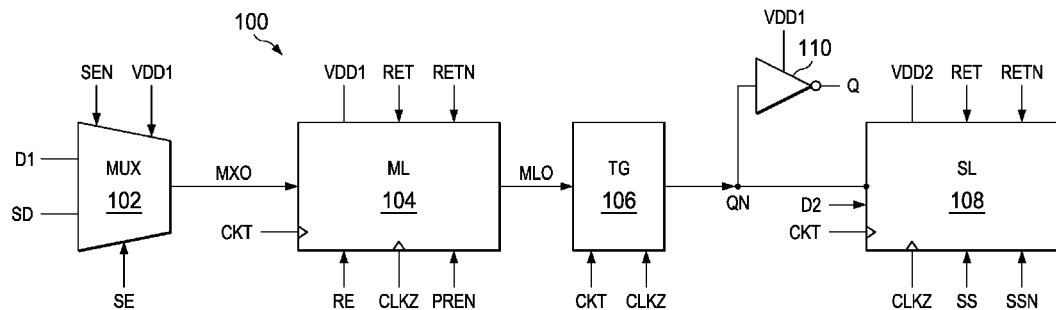 100
VDD1
110
SEN VDD1
VDD1 RET RETN
Q
VDD2 RET RETN
D1
MUX
102
SD
MXO
ML
104
MLO
TG
106
QN
SL
108
D2
CKT
CKT
SE
RE CLKZ PREN
CKT CLKZ
CLKZ SS SSN